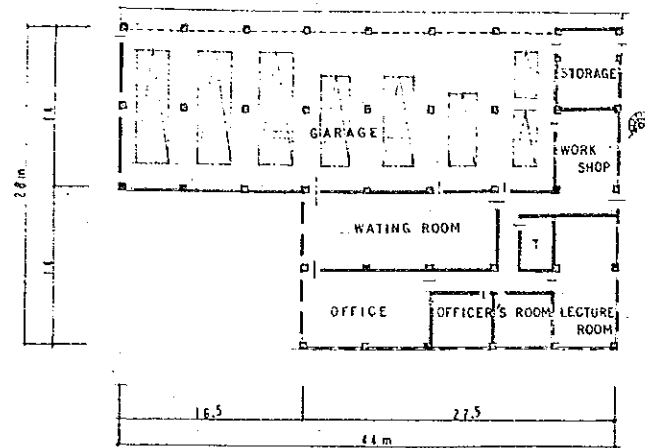 STORAGE
GARAGE
WORK
SHOP
28 m
14
WATING ROOM
T
14
OFFICE
OFFICER'S ROOM
LECTURE
ROOM
16.5
27.5
44 m